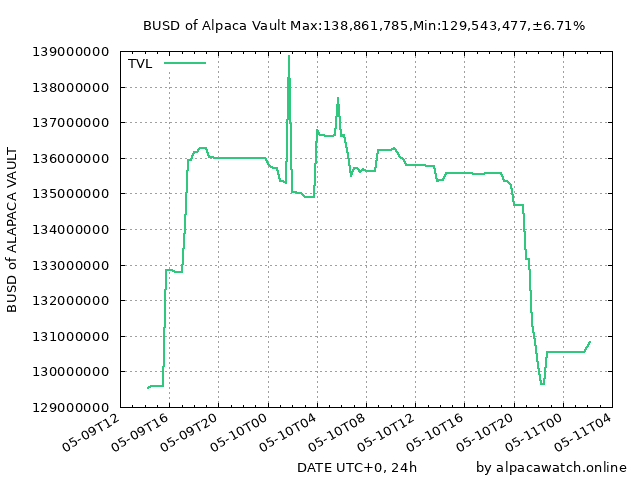 BUSD of Alpaca Vault Max:138,861,785,Min:129,543,477,±6.71%
TVL
BUSD of ALAPACA VAULT
139000000
138000000
137000000
136000000
135000000
134000000
133000000
132000000
131000000
130000000
129000000
05-09T12
05-09T16
05-09T20
05-10T00
05-10T04
05-10T08
05-10T12
05-10T16
05-10T20
05-11T00
05-11T04
DATE UTC+0, 24h
by alpacawatch.online